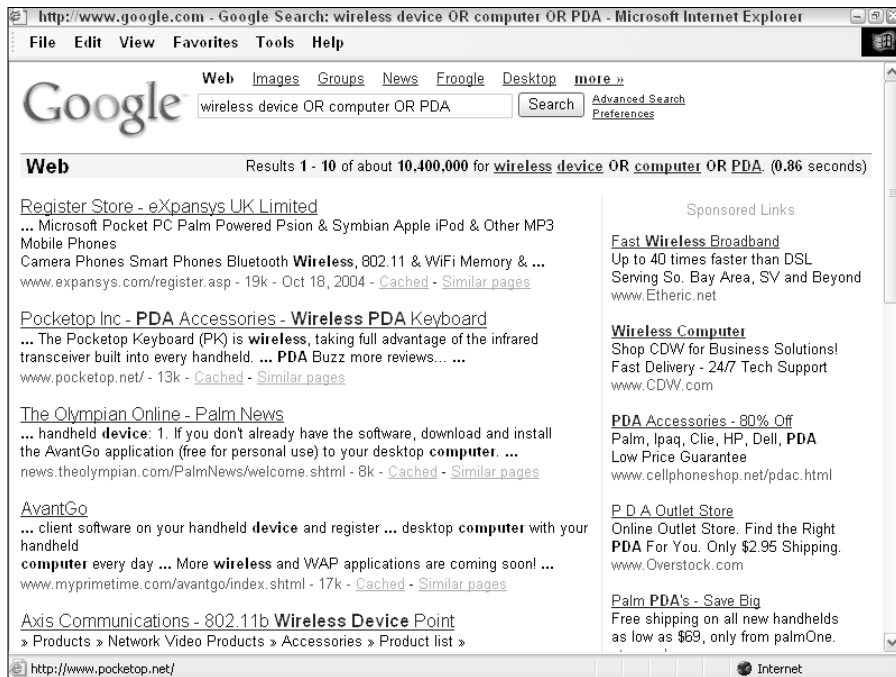 http://www.google.com - Google Search: wireless device OR computer OR PDA - Microsoft Internet Explorer
File Edit View Favorites Tools Help
Google™
Web Images Groups News Froogle Desktop more »
wireless device OR computer OR PDA Search Advanced Search
Preferences
Web Results 1 - 10 of about 10,400,000 for wireless device OR computer OR PDA. (0.86 seconds)
Register Store - eXpansys UK Limited
... Microsoft Pocket PC Palm Powered Psion & Symbian Apple iPod & Other MP3
Mobile Phones
Camera Phones Smart Phones Bluetooth Wireless, 802.11 & WiFi Memory & ...
www.expansys.com/register.asp - 19k - Oct 18, 2004 - Cached - Similar pages
Pocketop Inc - PDA Accessories - Wireless PDA Keyboard
... The Pocketop Keyboard (PK) is wireless, taking full advantage of the infrared
transceiver built into every handheld. ... PDA Buzz more reviews... ...
www.pocketop.net/ - 13k - Cached - Similar pages
The Olympian Online - Palm News
... handheld device: 1. If you don't already have the software, download and install
the AvantGo application (free for personal use) to your desktop computer. ...
news.theolympian.com/PalmNews/welcome.shtml - 8k - Cached - Similar pages
AvantGo
... client software on your handheld device and register ... desktop computer with your
handheld
computer every day ... More wireless and WAP applications are coming soon! ...
www.myprimetime.com/avantgo/index.shtml - 17k - Cached - Similar pages
Axis Communications - 802.11b Wireless Device Point
» Products » Network Video Products » Accessories » Product list »
Sponsored Links
Fast Wireless Broadband
Up to 40 times faster than DSL
Serving So. Bay Area, SV and Beyond
www.Etheric.net
Wireless Computer
Shop CDW for Business Solutions!
Fast Delivery - 24/7 Tech Support
www.CDW.com
PDA Accessories - 80% Off
Palm, Ipaq, Clie, HP, Dell, PDA
Low Price Guarantee
www.cellphoneshop.net/pdac.html
P D A Outlet Store
Online Outlet Store. Find the Right
PDA For You. Only $2.95 Shipping.
www.Overstock.com
Palm PDA's - Save Big
Free shipping on all new handhelds
as low as $69, only from palmOne.
http://www.pocketop.net/ Internet